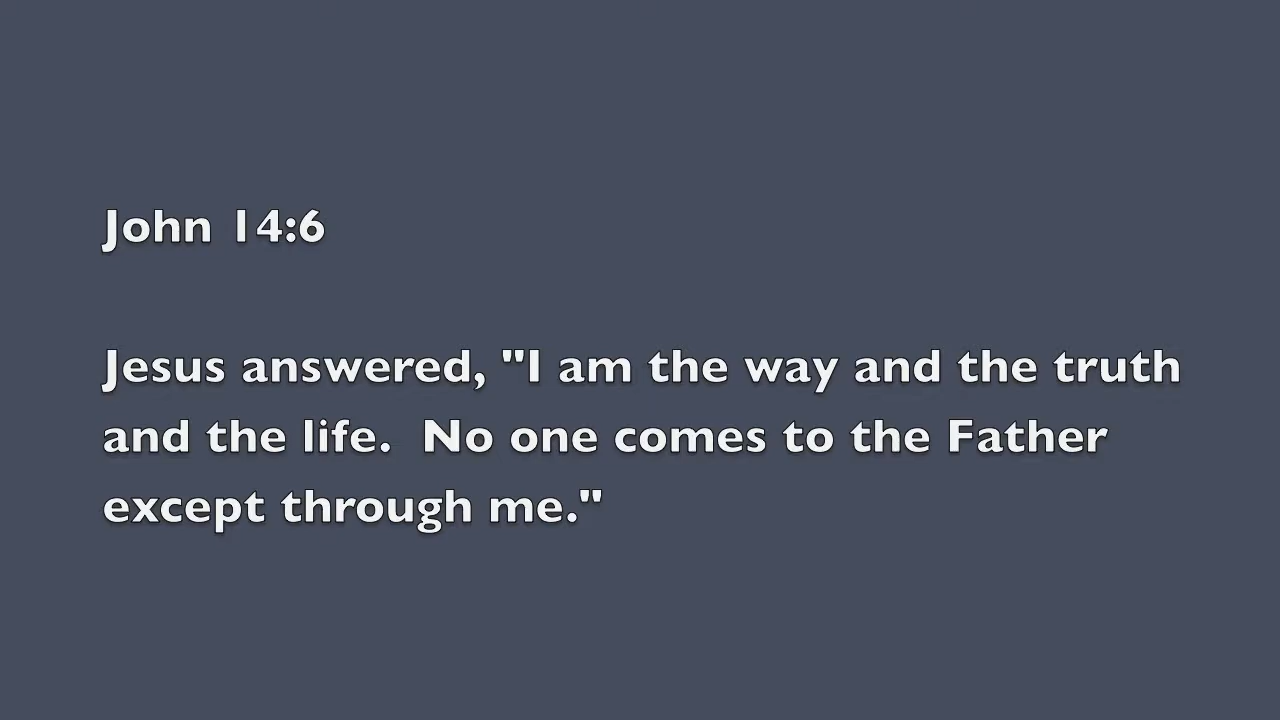 John 14:6
Jesus answered, "I am the way and the truth
and the life.  No one comes to the Father
except through me."